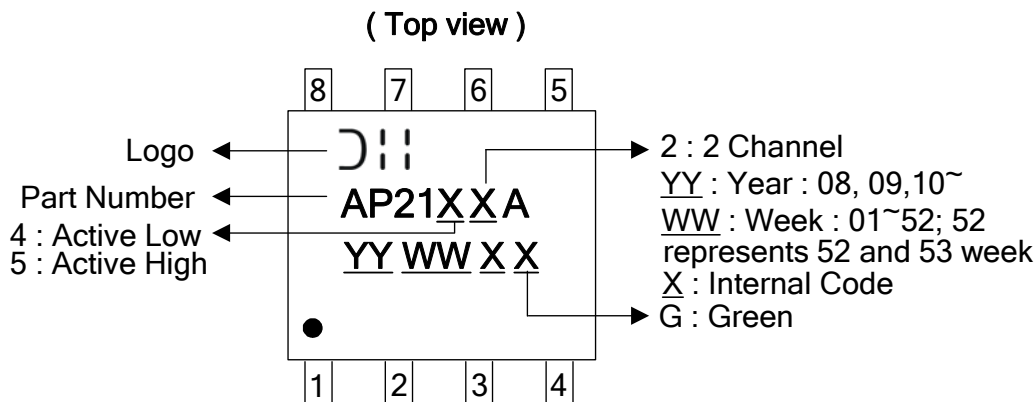 ( Top view )
8 7 6 5
Logo
Part Number
4 : Active Low
5 : Active High
AP21XXA
YY WW X X
2 : 2 Channel
YY : Year : 08, 09,10~
WW : Week : 01~52; 52
represents 52 and 53 week
X : Internal Code
G : Green
1 2 3 4